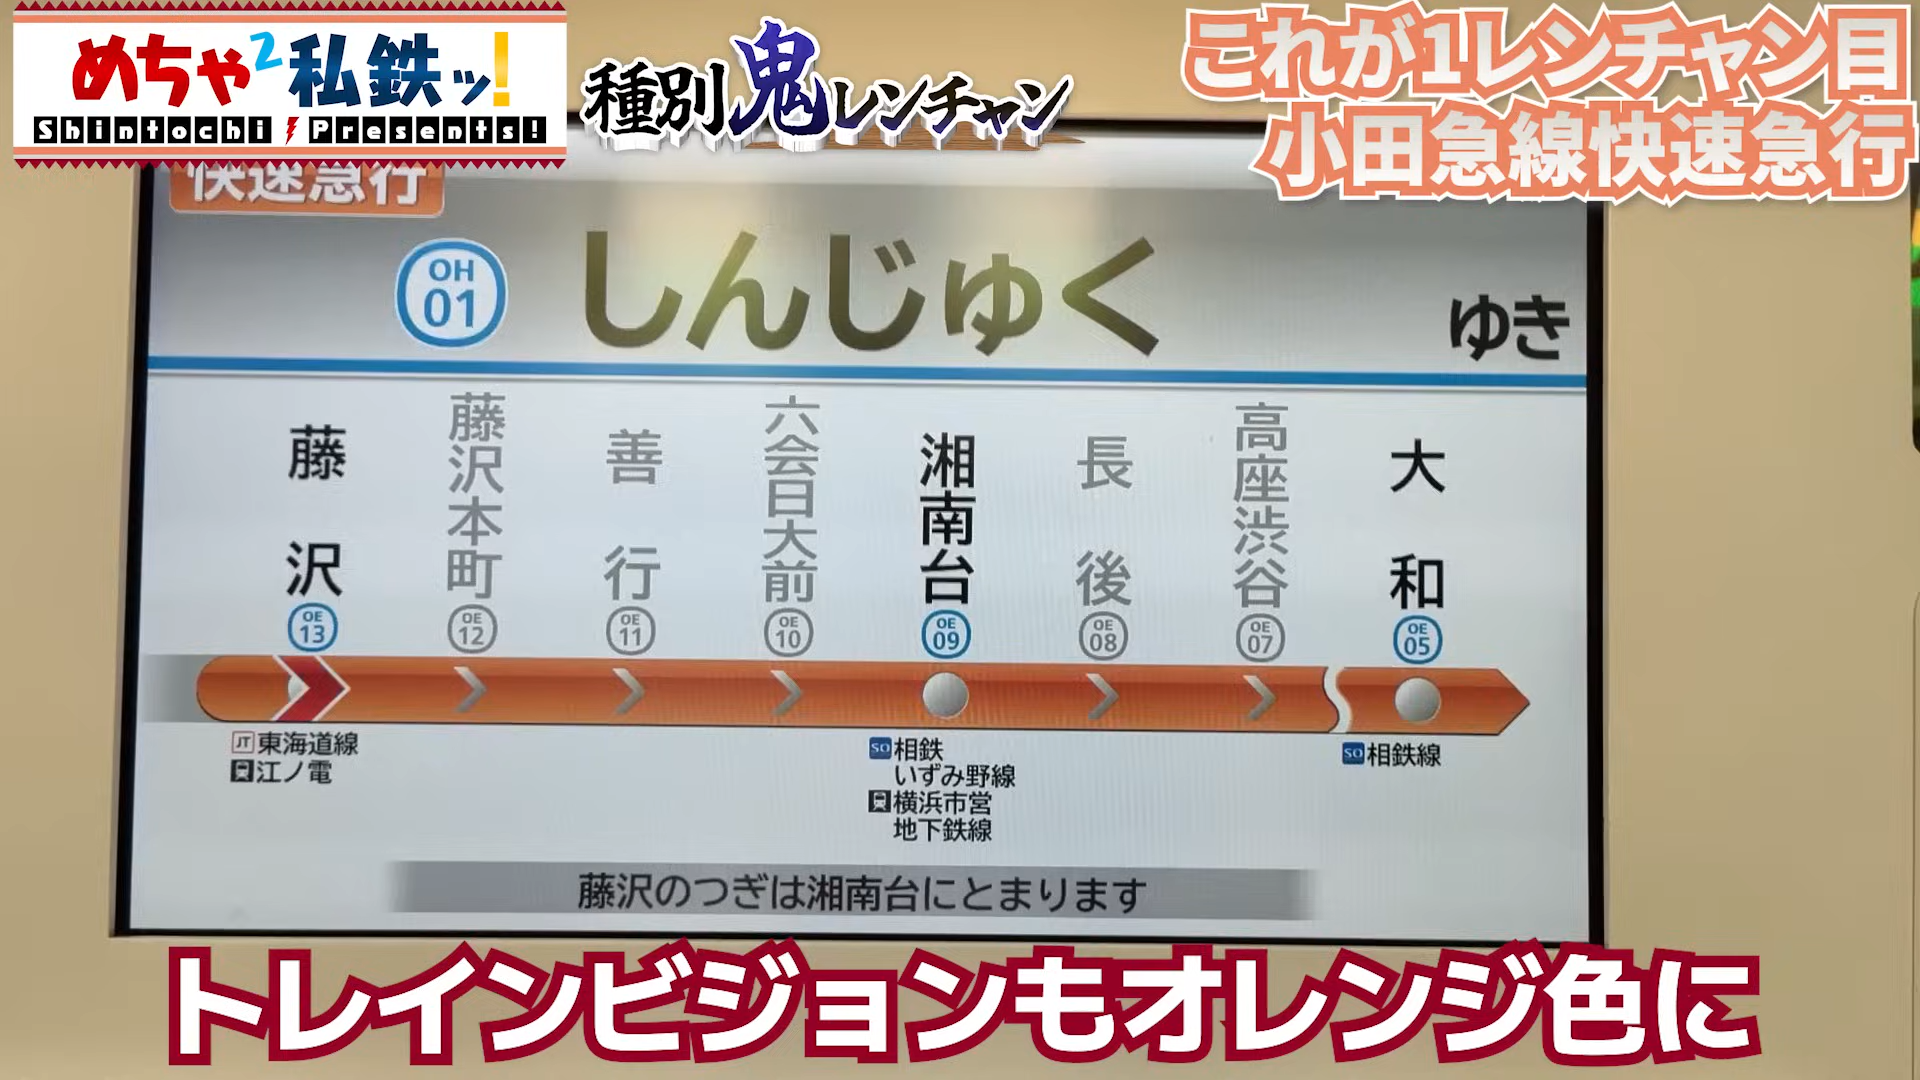 めちゃ2私鉄ッ!
Shintochi Presents!
種別鬼レンチャン
これが1レンチャン目
小田急線快速急行
快速急行
OH
01
しんじゅく
ゆき
藤沢
藤沢本町
善行
六会日大前
湘南台
長後
高座渋谷
大和
OE
13
OE
12
OE
11
OE
10
OE
09
OE
08
OE
07
OE
05
JT東海道線
江ノ電
SO相鉄
いずみ野線
横浜市営
地下鉄線
SO相鉄線
藤沢のつぎは湘南台にとまります
トレインビジョンもオレンジ色に